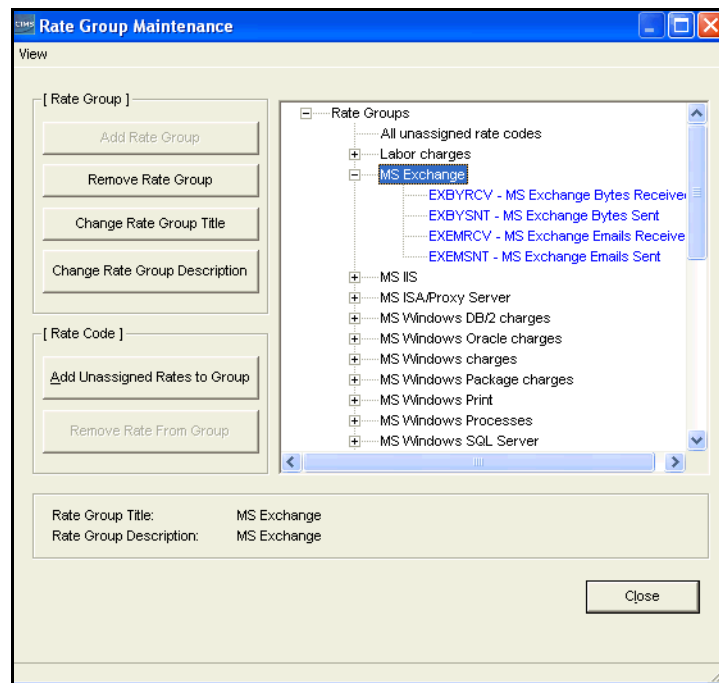 CIMS Rate Group Maintenance
View
[ Rate Group ]
Add Rate Group
Remove Rate Group
Change Rate Group Title
Change Rate Group Description
[ Rate Code ]
Add Unassigned Rates to Group
Remove Rate From Group
Rate Groups
All unassigned rate codes
Labor charges
MS Exchange
EXBYRCV - MS Exchange Bytes Received
EXBYSNT - MS Exchange Bytes Sent
EXEMRCV - MS Exchange Emails Receive
EXEMSNT - MS Exchange Emails Sent
MS IIS
MS ISA/Proxy Server
MS Windows DB/2 charges
MS Windows Oracle charges
MS Windows charges
MS Windows Package charges
MS Windows Print
MS Windows Processes
MS Windows SQL Server
Rate Group Title: MS Exchange
Rate Group Description: MS Exchange
Close